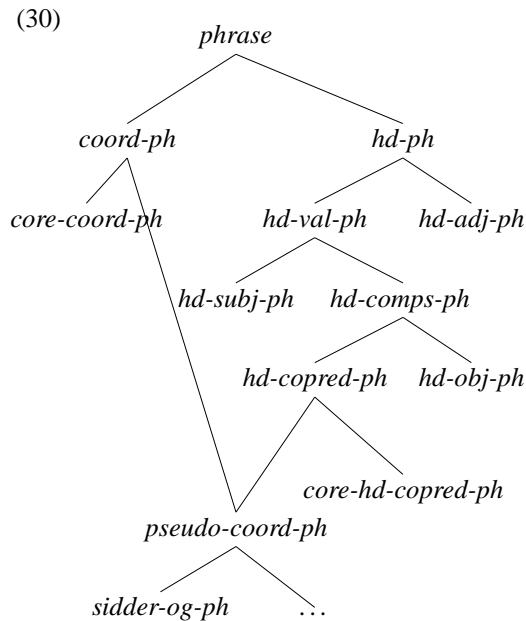 (30)
phrase
coord-ph hd-ph
core-coord-ph hd-val-ph hd-adj-ph
hd-subj-ph hd-comps-ph
hd-copred-ph hd-obj-ph
core-hd-copred-ph
pseudo-coord-ph
sidder-og-ph ...